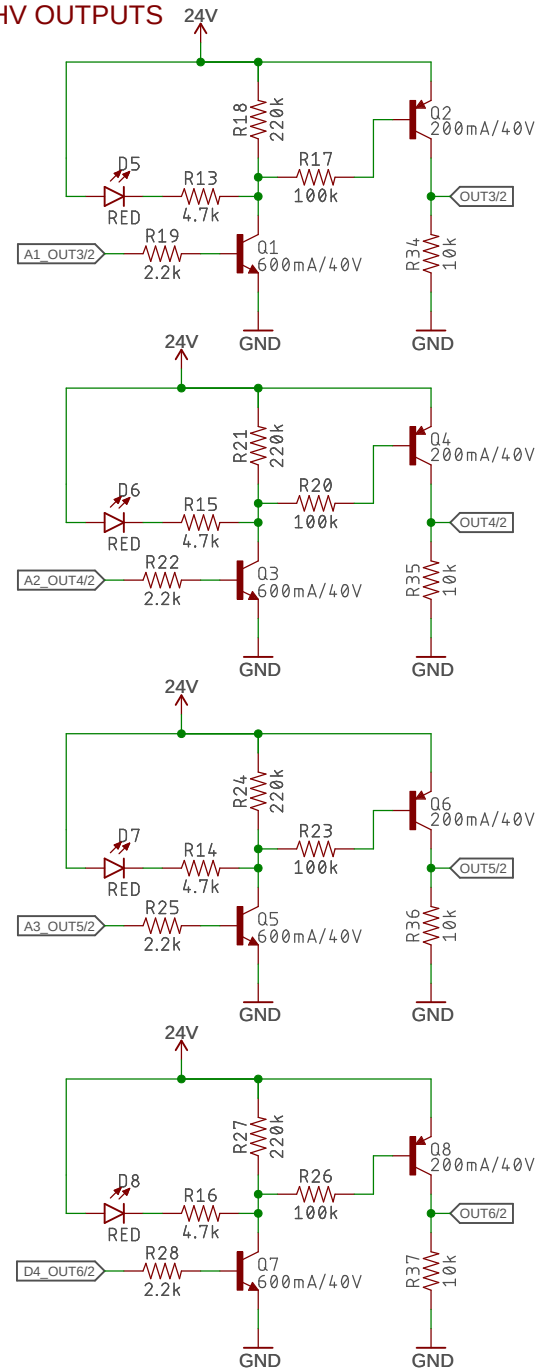 HV OUTPUTS
24V
R18
220k
Q2
200mA/40V
D5
RED
R13
4.7k
R17
100k
OUT3/2
A1_OUT3/2
R19
2.2k
Q1
600mA/40V
R34
10k
GND
GND
24V
R21
220k
Q4
200mA/40V
D6
RED
R15
4.7k
R20
100k
OUT4/2
A2_OUT4/2
R22
2.2k
Q3
600mA/40V
R35
10k
GND
GND
24V
R24
220k
Q6
200mA/40V
D7
RED
R14
4.7k
R23
100k
OUT5/2
A3_OUT5/2
R25
2.2k
Q5
600mA/40V
R36
10k
GND
GND
24V
R27
220k
Q8
200mA/40V
D8
RED
R16
4.7k
R26
100k
OUT6/2
D4_OUT6/2
R28
2.2k
Q7
600mA/40V
R37
10k
GND
GND